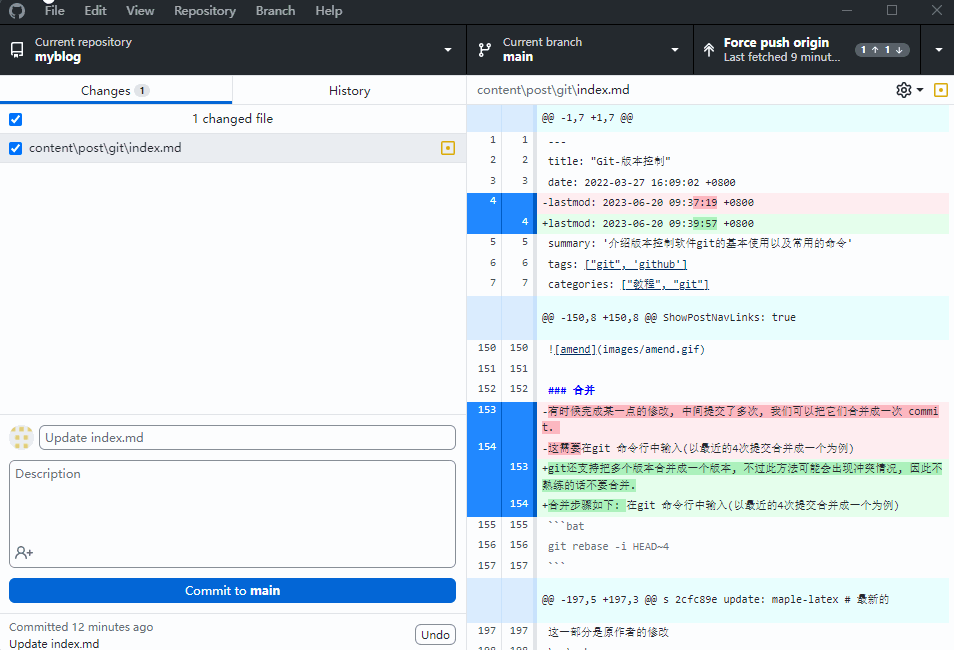 File Edit View Repository Branch Help
Current repository
myblog
Current branch
main
Force push origin
Last fetched 9 minut...
1 ↑ 1 ↓
Changes 1
History
content\post\git\index.md
1 changed file
content\post\git\index.md
@@ -1,7 +1,7 @@
1 1 ---
2 2 title: "Git-版本控制"
3 3 date: 2022-03-27 16:09:02 +0800
4 -lastmod: 2023-06-20 09:37:19 +0800
4 +lastmod: 2023-06-20 09:39:57 +0800
5 5 summary: '介绍版本控制软件git的基本使用以及常用的命令'
6 6 tags: ["git", 'github']
7 7 categories: ["教程", "git"]
@@ -150,8 +150,8 @@ ShowPostNavLinks: true
150 150 ![amend](images/amend.gif)
151 151
152 152 ### 合并
153 -有时候完成某一点的修改, 中间提交了多次, 我们可以把它们合并成一次 commi
t.
154 -这需要在git 命令行中输入(以最近的4次提交合并成一个为例)
153 +git还支持把多个版本合并成一个版本, 不过此方法可能会出现冲突情况, 因此不
熟练的话不要合并.
154 +合并步骤如下: 在git 命令行中输入(以最近的4次提交合并成一个为例)
155 155 ```bat
156 156 git rebase -i HEAD~4
157 157 ```
@@ -197,5 +197,3 @@ s 2cfc89e update: maple-latex # 最新的
197 197 这一部分是原作者的修改
Update index.md
Description
Commit to main
Committed 12 minutes ago
Update index.md
Undo